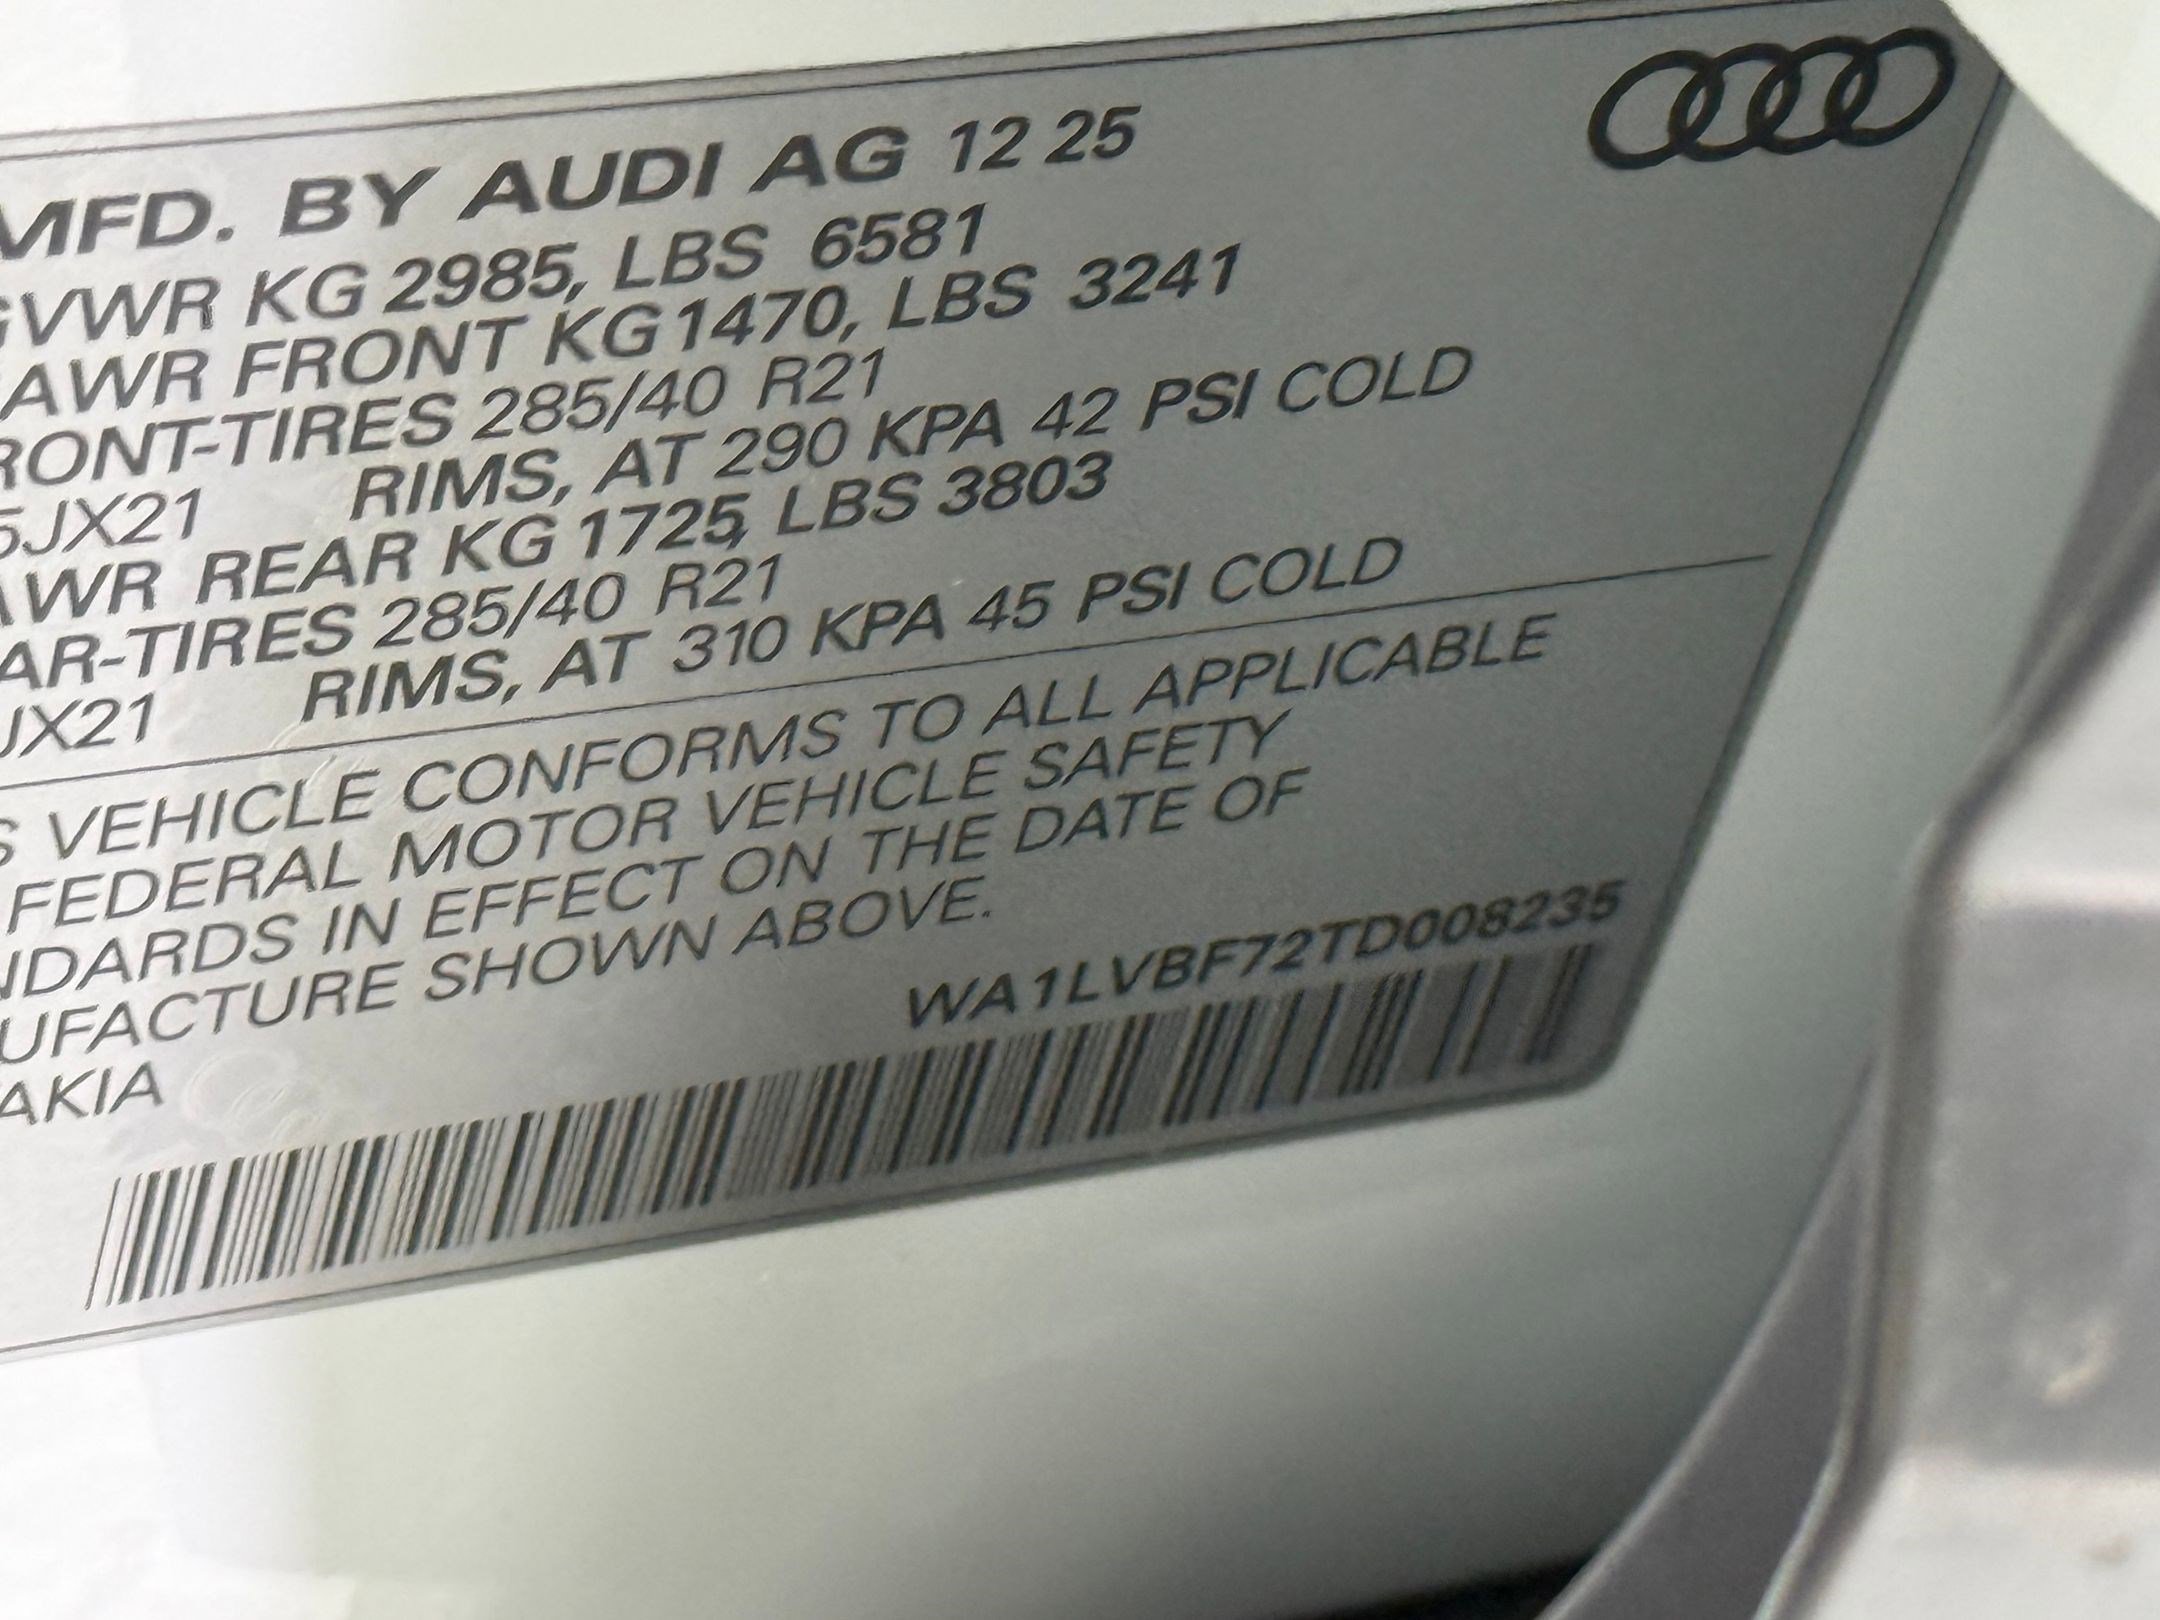 MFD. BY AUDI AG 12 25
GVWR KG 2985, LBS 6581
AWR FRONT KG 1470, LBS 3241
RONT-TIRES 285/40 R21
5JX21 RIMS, AT 290 KPA 42 PSI COLD
AWR REAR KG 1725, LBS 3803
AR-TIRES 285/40 R21
JX21 RIMS, AT 310 KPA 45 PSI COLD
S VEHICLE CONFORMS TO ALL APPLICABLE
FEDERAL MOTOR VEHICLE SAFETY
NDARDS IN EFFECT ON THE DATE OF
UFACTURE SHOWN ABOVE.
WA1LVBF72TD008235
AKIA